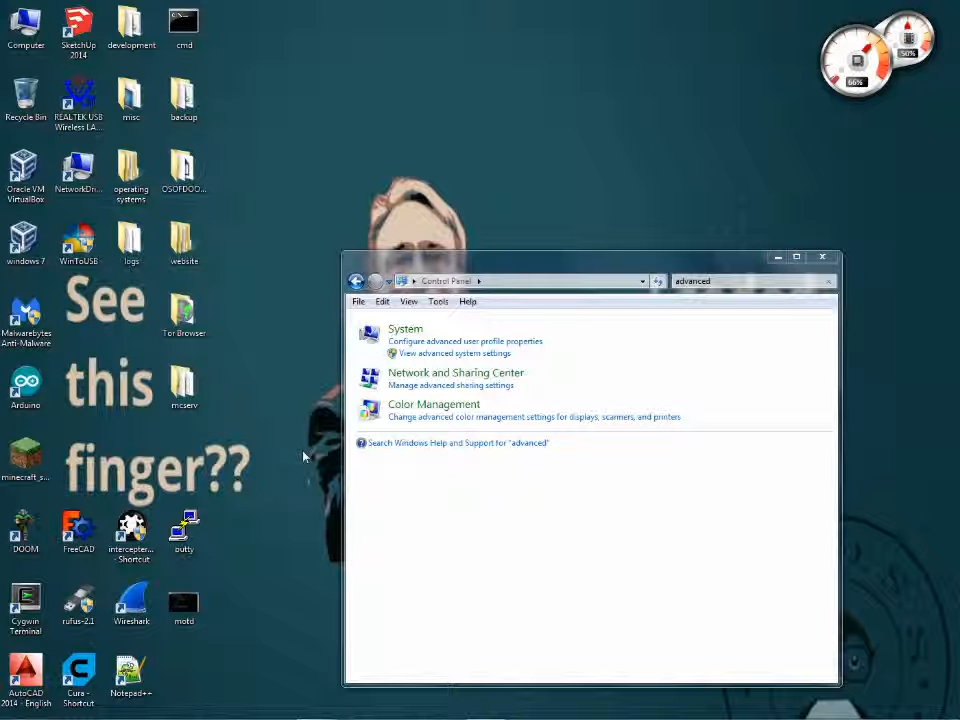 Computer
SketchUp
2014
development
cmd
Recycle Bin
REALTEK USB
Wireless LA...
misc
backup
Oracle VM
VirtualBox
NetworkDri...
operating
systems
OSOFDOO...
windows 7
WinToUSB
logs
website
See
this
finger??
Malwarebytes
Anti-Malware
Tor Browser
Arduino
mcserv
minecraft_s...
DOOM
FreeCAD
intercepter...
- Shortcut
putty
Cygwin
Terminal
rufus-2.1
Wireshark
motd
AutoCAD
2014 - English
Cura -
Shortcut
Notepad++
66%
50%
Control Panel
advanced
File Edit View Tools Help
System
Configure advanced user profile properties
View advanced system settings
Network and Sharing Center
Manage advanced sharing settings
Color Management
Change advanced color management settings for displays, scanners, and printers
Search Windows Help and Support for "advanced"